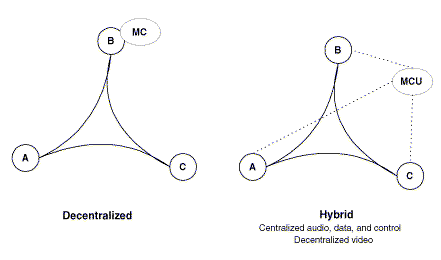 B
MC
A
C
Decentralized
B
MCU
A
C
Hybrid
Centralized audio, data, and control
Decentralized video